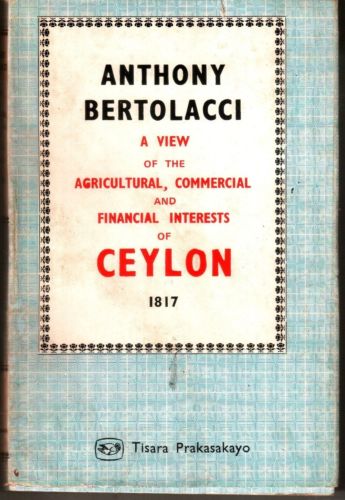 ANTHONY
BERTOLACCI
A VIEW
OF THE
AGRICULTURAL, COMMERCIAL
AND
FINANCIAL INTERESTS
OF
CEYLON
1817
Tisara Prakasakayo